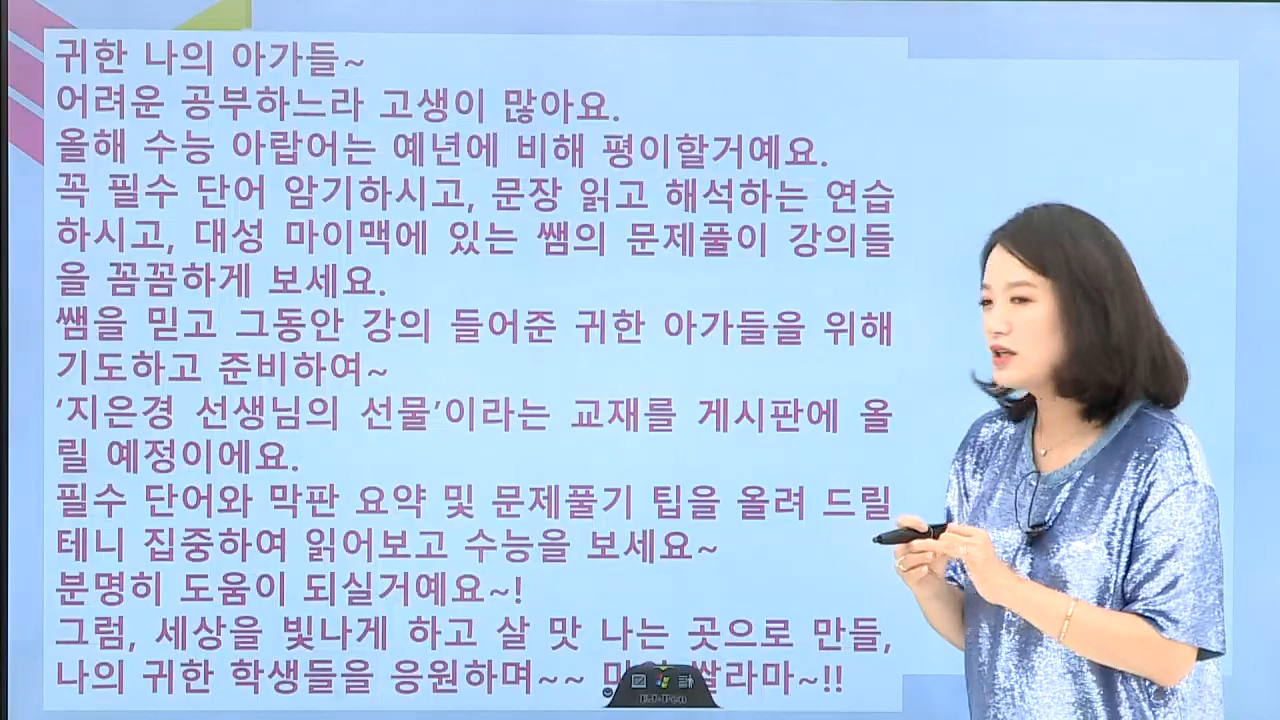 귀한 나의 아가들~
어려운 공부하느라 고생이 많아요.
올해 수능 아랍어는 예년에 비해 평이할거예요.
꼭 필수 단어 암기하시고, 문장 읽고 해석하는 연습
하시고, 대성 마이맥에 있는 쌤의 문제풀이 강의들
을 꼼꼼하게 보세요.
쌤을 믿고 그동안 강의 들어준 귀한 아가들을 위해
기도하고 준비하여~
‘지은경 선생님의 선물’이라는 교재를 게시판에 올
릴 예정이에요.
필수 단어와 막판 요약 및 문제풀기 팁을 올려 드릴
테니 집중하여 읽어보고 수능을 보세요~
분명히 도움이 되실거예요~!
그럼, 세상을 빛나게 하고 살 맛 나는 곳으로 만들,
나의 귀한 학생들을 응원하며~~ 쌀라마~!!